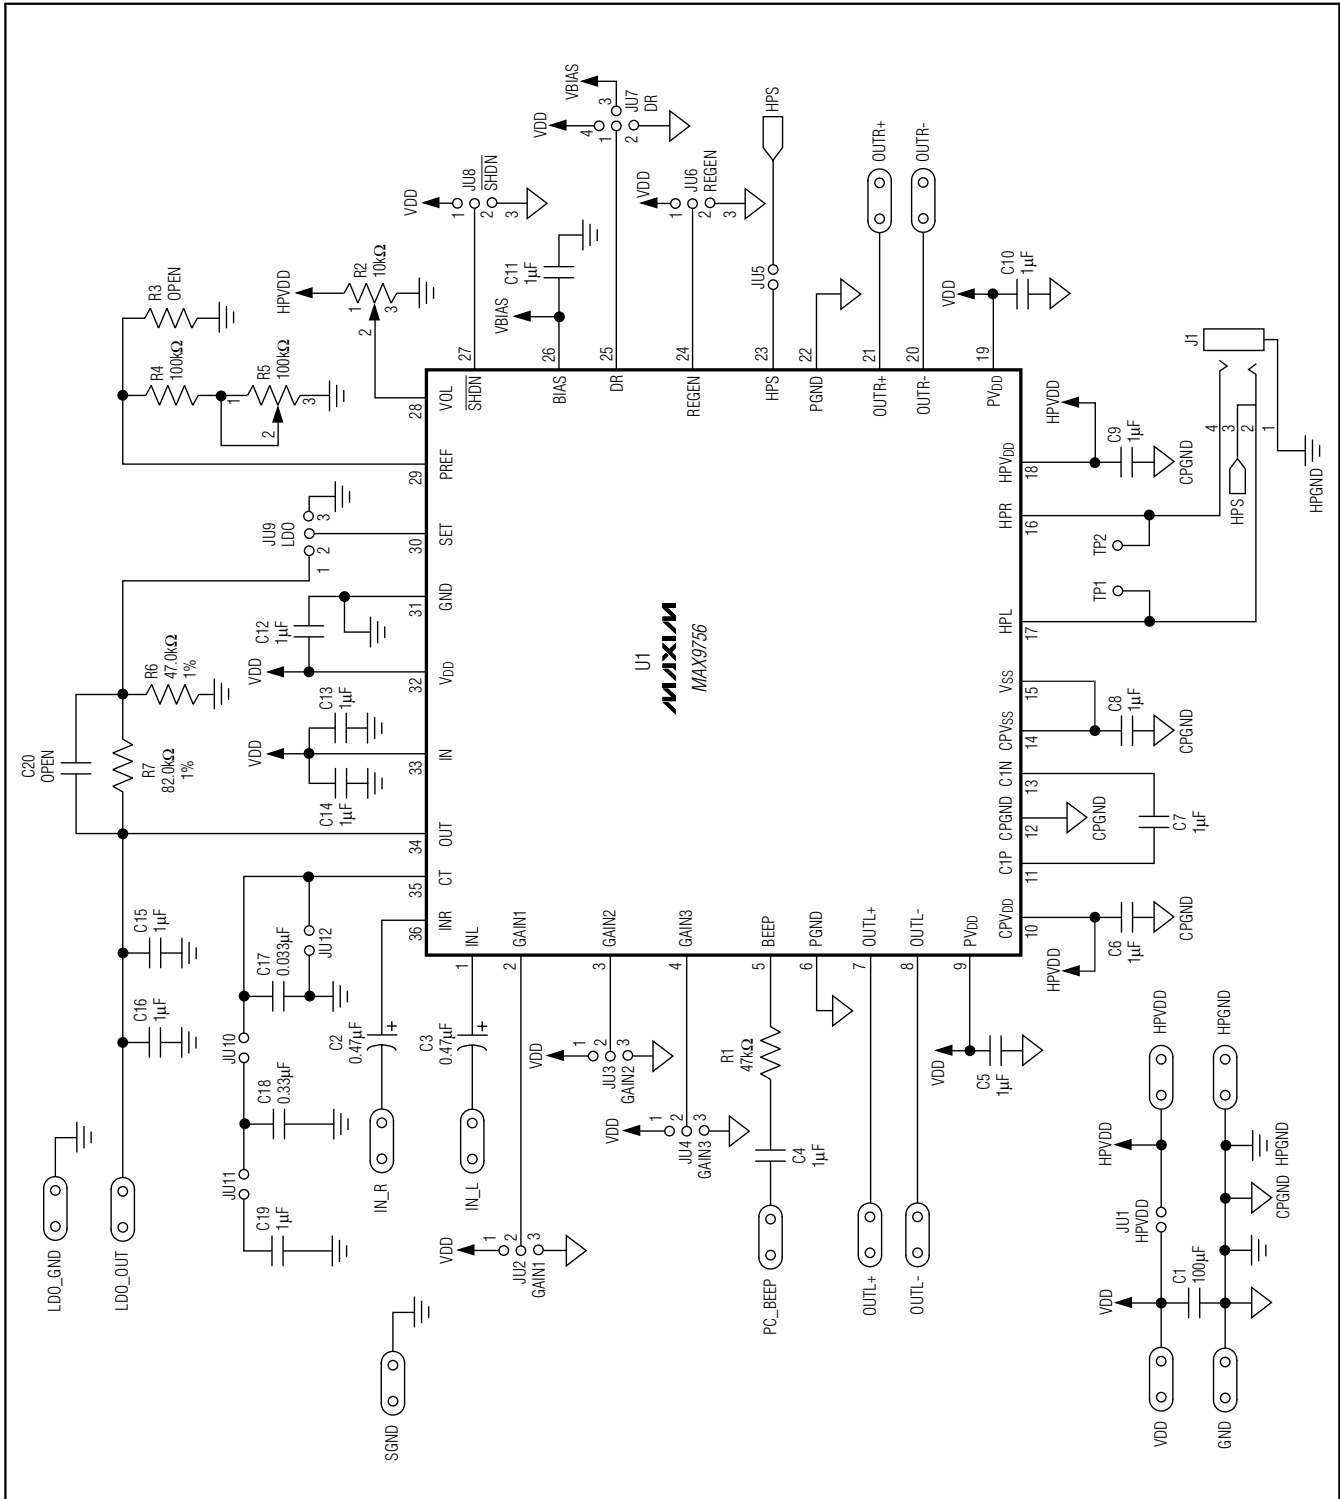 C20
OPEN
R7
82.0kΩ
1%
R6
47.0kΩ
1%
JU9
LDO
1
2
3
R4
100kΩ
R3
OPEN
R5
100kΩ
1
2
3
HPVDD
R2
10kΩ
1
2
3
VDD
JU8
SHDN
1
2
3
VBIAS
C11
1µF
VDD
VBIAS
JU7
DR
4
3
1
2
VDD
JU6
REGEN
1
2
3
JU5
HPS
OUTR+
OUTR-
VDD
C10
1µF
LDO_GND
LDO_OUT
C16
1µF
C15
1µF
VDD
C14
1µF
C13
1µF
VDD
C12
1µF
JU11
JU10
JU12
C19
1µF
C18
0.33µF
C17
0.033µF
IN_R
C2
0.47µF
+
IN_L
C3
0.47µF
+
SGND
VDD
JU2
GAIN1
1
2
3
VDD
JU3
GAIN2
1
2
3
VDD
JU4
GAIN3
1
2
3
PC_BEEP
C4
1µF
R1
47kΩ
OUTL+
OUTL-
VDD
C5
1µF
U1
MAXIM
MAX9756
36
INR
35
CT
34
OUT
33
IN
32
VDD
31
GND
30
SET
29
PREF
28
VOL
27
SHDN
26
BIAS
25
DR
24
REGEN
23
HPS
22
PGND
21
OUTR+
20
OUTR-
19
PVDD
1
INL
2
GAIN1
3
GAIN2
4
GAIN3
5
BEEP
6
PGND
7
OUTL+
8
OUTL-
9
PVDD
10
CPVDD
11
C1P
12
CPGND
13
C1N
14
CPVSS
15
VSS
17
HPL
16
HPR
18
HPVDD
HPVDD
C6
1µF
CPGND
C7
1µF
CPGND
C8
1µF
CPGND
TP1
TP2
HPVDD
C9
1µF
CPGND
J1
4
3
2
1
HPS
HPGND
VDD
GND
VDD
C1
100µF
JU1
HPVDD
HPVDD
CPGND
HPGND
HPVDD
HPGND